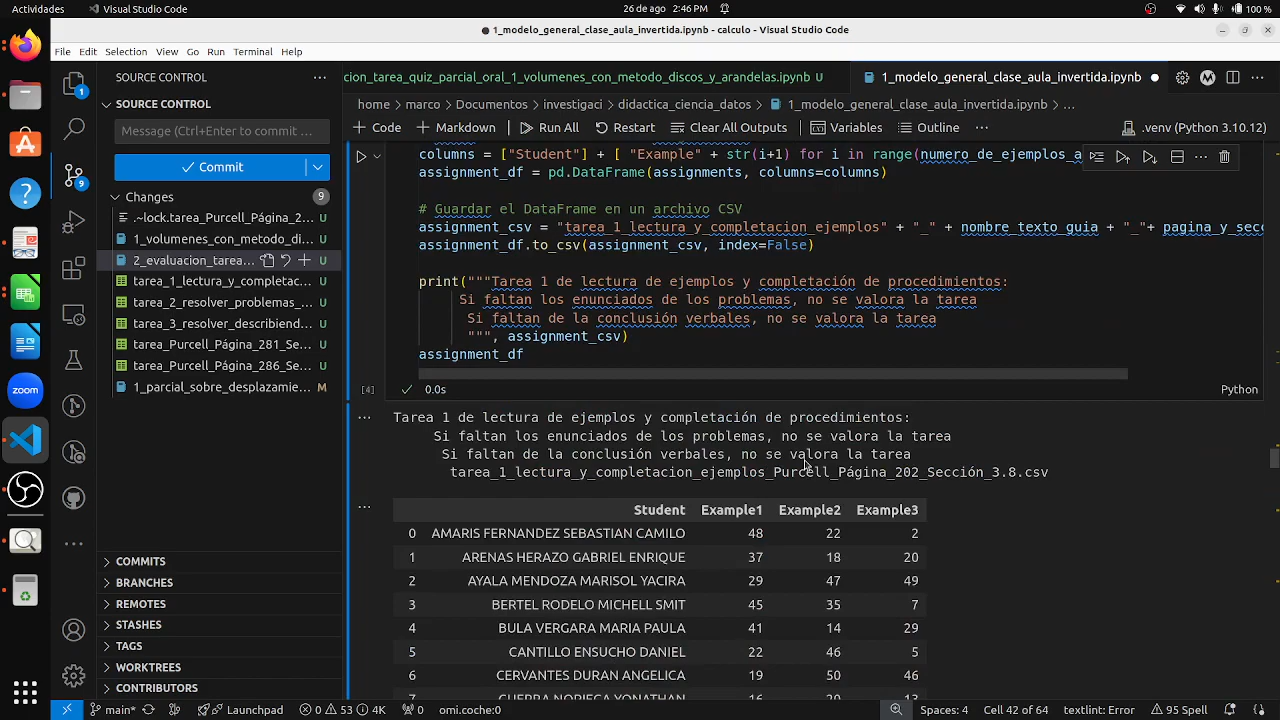 Actividades
Visual Studio Code
26 de ago 2:46 PM
100 %
● 1_modelo_general_clase_aula_invertida.ipynb - calculo - Visual Studio Code
File Edit Selection View Go Run Terminal Help
SOURCE CONTROL
SOURCE CONTROL
Message (Ctrl+Enter to commit ...
Commit
Changes 9
.~lock.tarea_Purcell_Página_2... U
1_volumenes_con_metodo_di... U
2_evaluacion_tarea... U
tarea_1_lectura_y_completac... U
tarea_2_resolver_problemas_... U
tarea_3_resolver_describiend... U
tarea_Purcell_Página_281_Se... U
tarea_Purcell_Página_286_Se... U
1_parcial_sobre_desplazamie... M
COMMITS
BRANCHES
REMOTES
STASHES
TAGS
WORKTREES
CONTRIBUTORS
1
9
zoom
cion_tarea_quiz_parcial_oral_1_volumenes_con_metodo_discos_y_arandelas.ipynb U
1_modelo_general_clase_aula_invertida.ipynb ●
home > marco > Documentos > investigaci > didactica_ciencia_datos > 1_modelo_general_clase_aula_invertida.ipynb > ...
+ Code + Markdown Run All Restart Clear All Outputs Variables Outline ... .venv (Python 3.10.12)
columns = ["Student"] + [ "Example" + str(i+1) for i in range(numero_de_ejemplos_a
assignment_df = pd.DataFrame(assignments, columns=columns)
# Guardar el DataFrame en un archivo CSV
assignment_csv = "tarea_1_lectura_y_completacion_ejemplos" + "_" + nombre_texto_guia + "_"+ pagina_y_secc
assignment_df.to_csv(assignment_csv, index=False)
print("""Tarea 1 de lectura de ejemplos y completación de procedimientos:
Si faltan los enunciados de los problemas, no se valora la tarea
Si faltan de la conclusión verbales, no se valora la tarea
""", assignment_csv)
assignment_df
[4] 0.0s Python
Tarea 1 de lectura de ejemplos y completación de procedimientos:
Si faltan los enunciados de los problemas, no se valora la tarea
Si faltan de la conclusión verbales, no se valora la tarea
tarea_1_lectura_y_completacion_ejemplos_Purcell_Página_202_Sección_3.8.csv
Student Example1 Example2 Example3
0 AMARIS FERNANDEZ SEBASTIAN CAMILO 48 22 2
1 ARENAS HERAZO GABRIEL ENRIQUE 37 18 20
2 AYALA MENDOZA MARISOL YACIRA 29 47 49
3 BERTEL RODELO MICHELL SMIT 45 35 7
4 BULA VERGARA MARIA PAULA 41 14 29
5 CANTILLO ENSUCHO DANIEL 22 46 5
6 CERVANTES DURAN ANGELICA 19 50 46
main* Launchpad 0 53 4K 0 omi.coche:0
Spaces: 4 Cell 42 of 64 textlint: Error 95 Spell